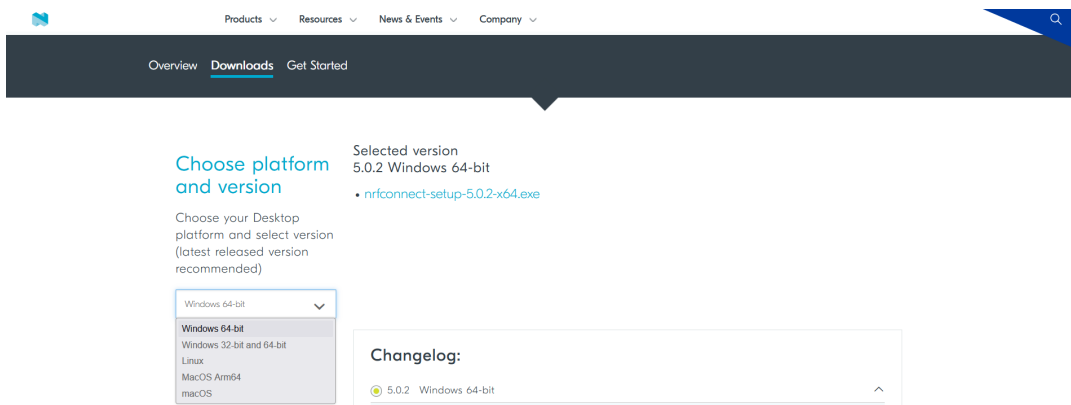 Products Resources News & Events Company
Overview Downloads Get Started
Choose platform
and version
Choose your Desktop
platform and select version
(latest released version
recommended)
Windows 64-bit
Windows 64-bit
Windows 32-bit and 64-bit
Linux
MacOS Arm64
macOS
Selected version
5.0.2 Windows 64-bit
• nrfconnect-setup-5.0.2-x64.exe
Changelog:
5.0.2 Windows 64-bit